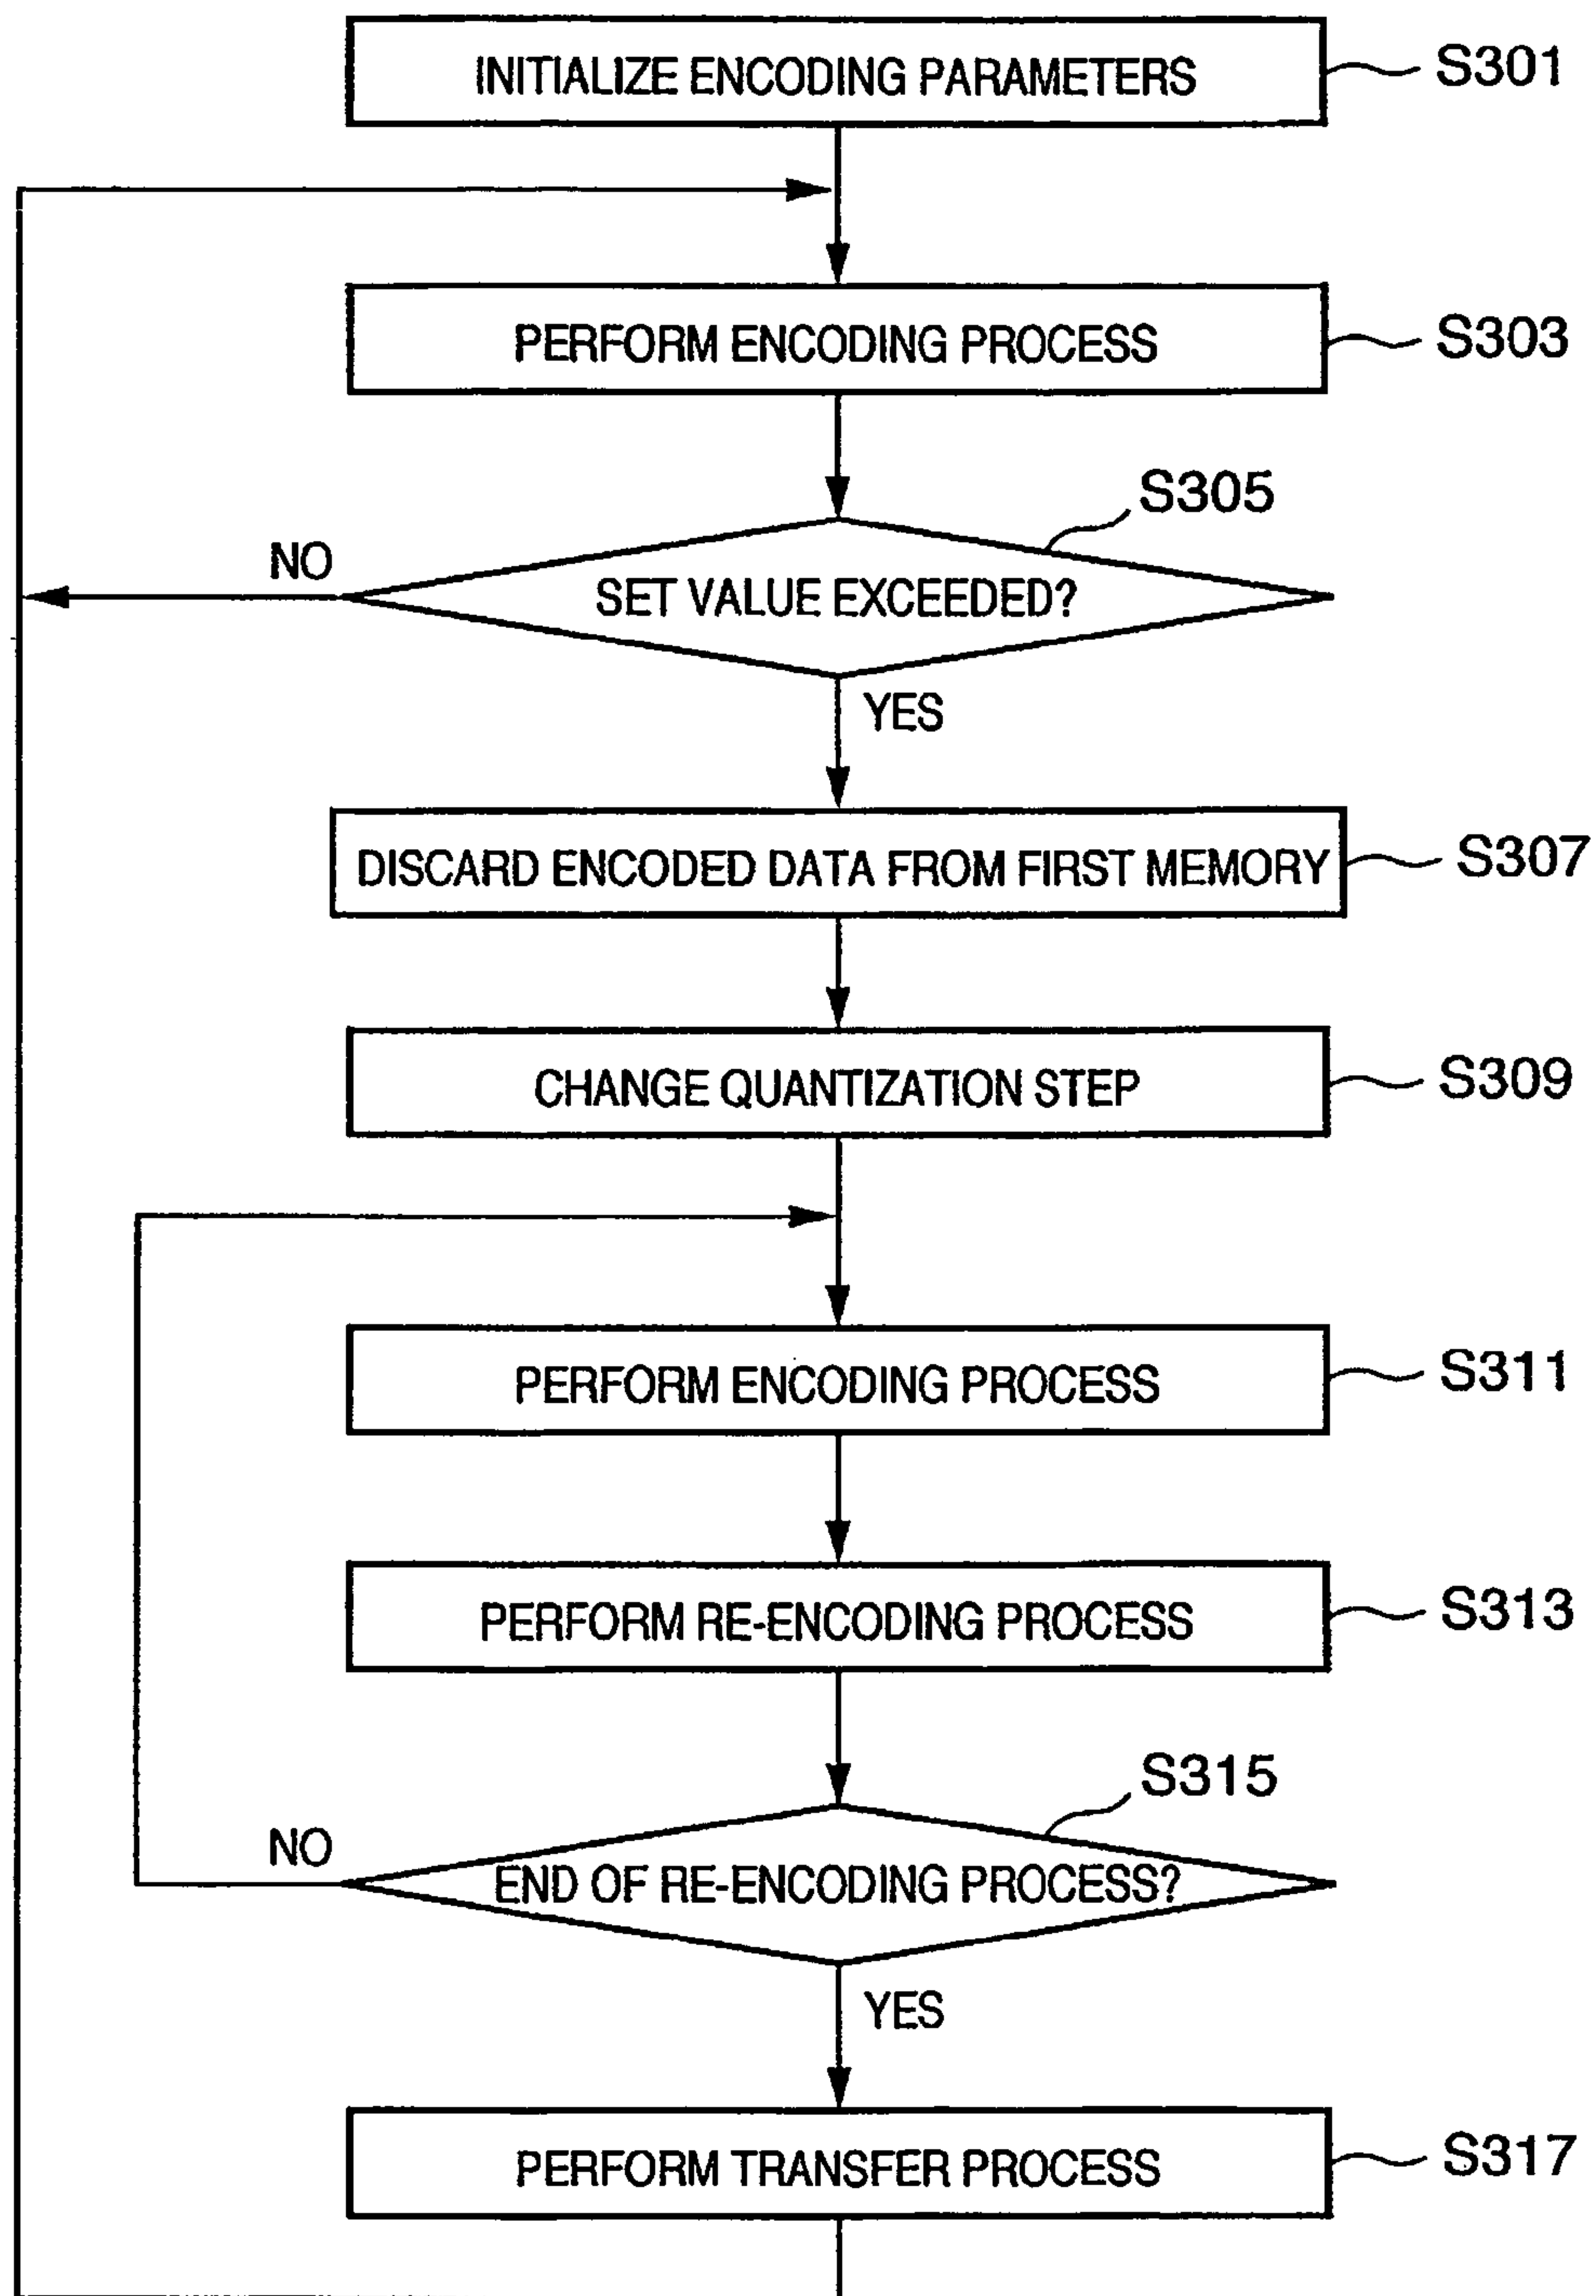 INITIALIZE ENCODING PARAMETERS
S301
PERFORM ENCODING PROCESS
S303
S305
NO
SET VALUE EXCEEDED?
YES
DISCARD ENCODED DATA FROM FIRST MEMORY
S307
CHANGE QUANTIZATION STEP
S309
PERFORM ENCODING PROCESS
S311
PERFORM RE-ENCODING PROCESS
S313
S315
NO
END OF RE-ENCODING PROCESS?
YES
PERFORM TRANSFER PROCESS
S317